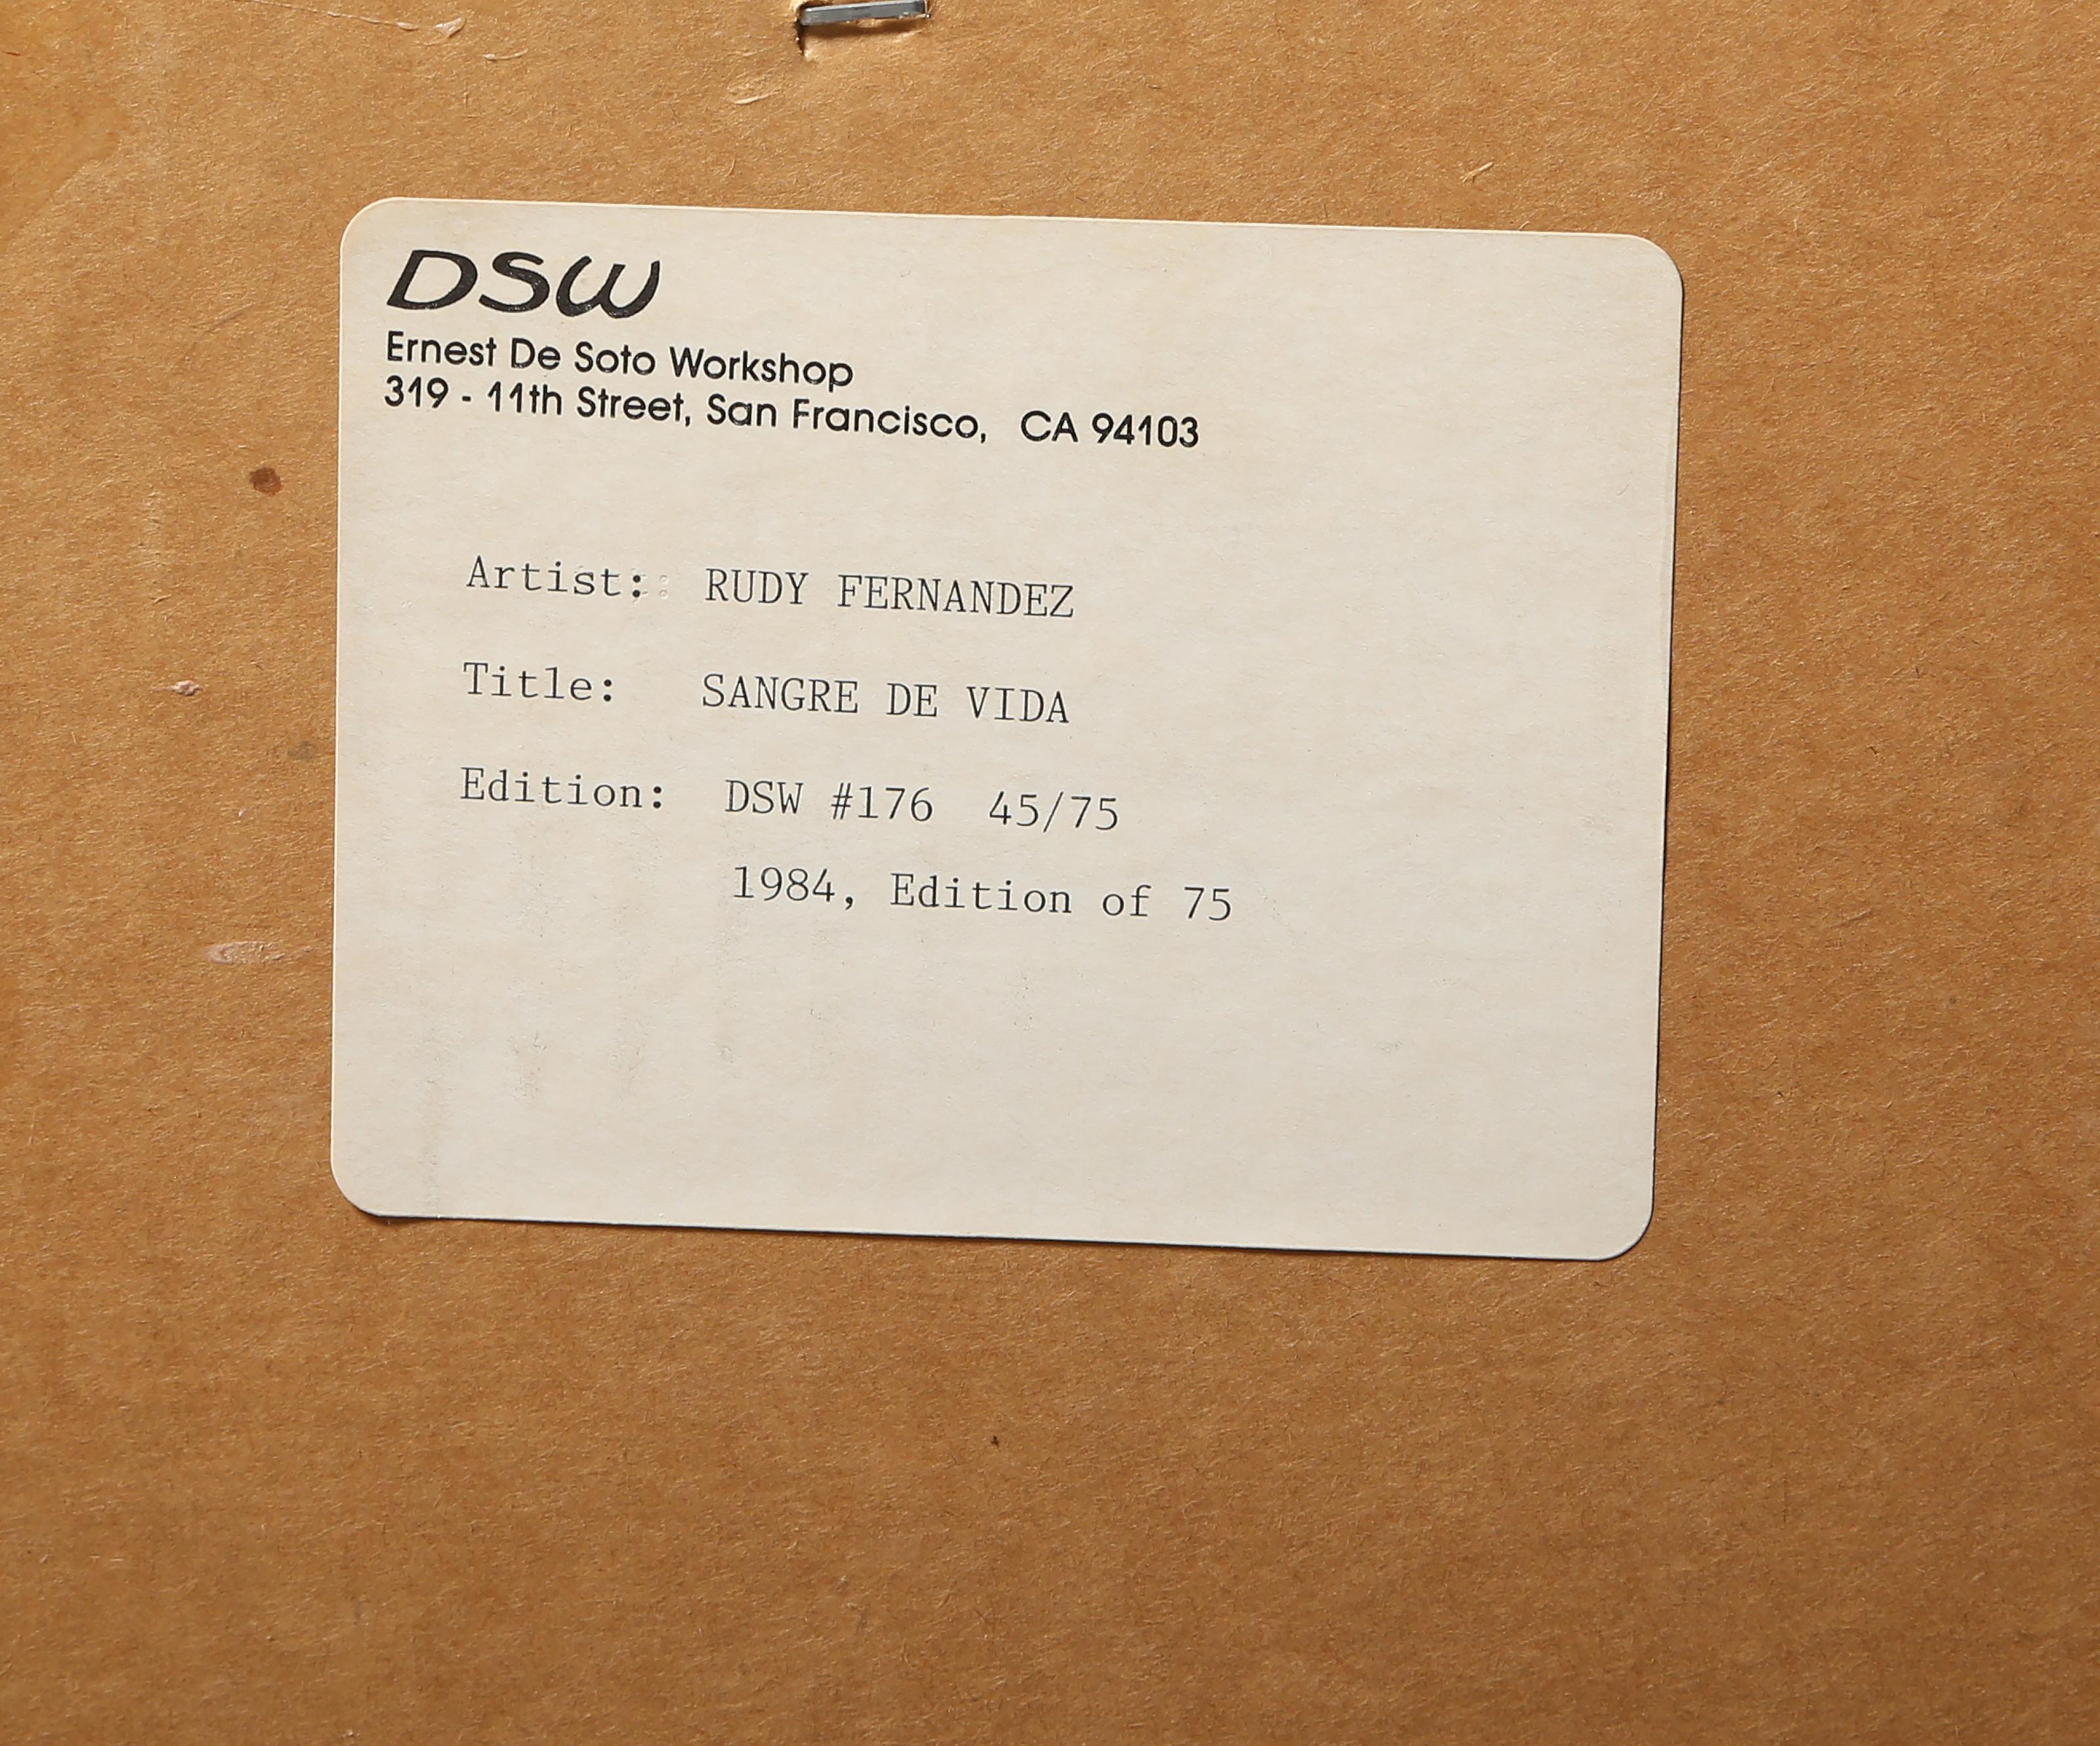 DSW
Ernest De Soto Workshop
319 - 11th Street, San Francisco, CA 94103
Artist: RUDY FERNANDEZ
Title: SANGRE DE VIDA
Edition: DSW #176 45/75
1984, Edition of 75